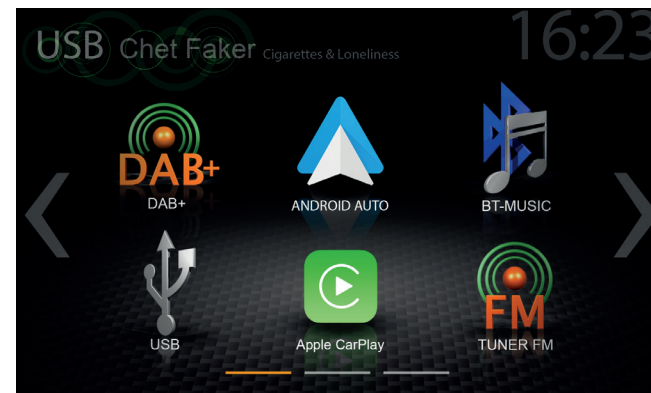 USB Chet Faker Cigarettes & Loneliness 16:23
DAB+ 
DAB+ ANDROID AUTO BT-MUSIC
FM
USB Apple CarPlay TUNER FM